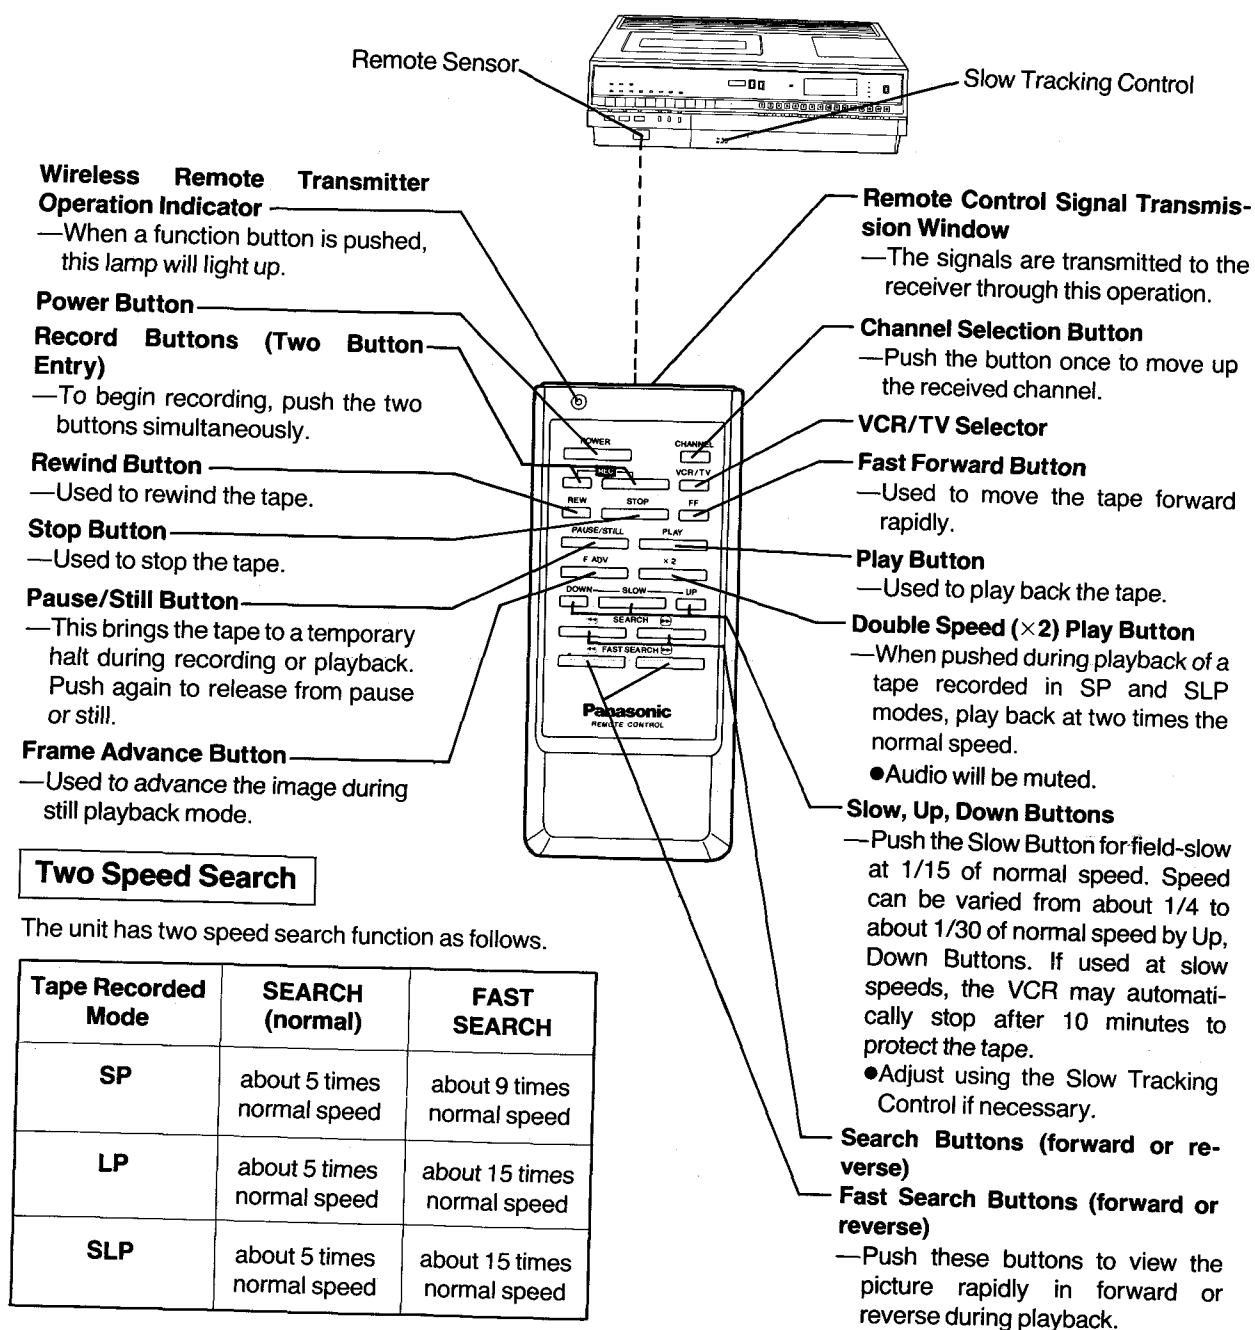 Remote Sensor
Slow Tracking Control
Wireless Remote Transmitter
Operation Indicator
—When a function button is pushed,
this lamp will light up.
Power Button
Record Buttons (Two Button
Entry)
—To begin recording, push the two
buttons simultaneously.
Rewind Button
—Used to rewind the tape.
Stop Button
—Used to stop the tape.
Pause/Still Button
—This brings the tape to a temporary
halt during recording or playback.
Push again to release from pause
or still.
Frame Advance Button
—Used to advance the image during
still playback mode.
POWER
CHANNEL
REC
VCR/TV
REW
STOP
FF
PAUSE/STILL
PLAY
F ADV
×2
DOWN
SLOW
UP
SEARCH
FAST SEARCH
Panasonic
REMOTE CONTROL
Remote Control Signal Transmis-
sion Window
—The signals are transmitted to the
receiver through this operation.
Channel Selection Button
—Push the button once to move up
the received channel.
VCR/TV Selector
Fast Forward Button
—Used to move the tape forward
rapidly.
Play Button
—Used to play back the tape.
Double Speed (×2) Play Button
—When pushed during playback of a
tape recorded in SP and SLP
modes, play back at two times the
normal speed.
●Audio will be muted.
Slow, Up, Down Buttons
—Push the Slow Button for field-slow
at 1/15 of normal speed. Speed
can be varied from about 1/4 to
about 1/30 of normal speed by Up,
Down Buttons. If used at slow
speeds, the VCR may automati-
cally stop after 10 minutes to
protect the tape.
●Adjust using the Slow Tracking
Control if necessary.
Search Buttons (forward or re-
verse)
Fast Search Buttons (forward or
reverse)
—Push these buttons to view the
picture rapidly in forward or
reverse during playback.
Two Speed Search
The unit has two speed search function as follows.
Tape Recorded
Mode
SEARCH
(normal)
FAST
SEARCH
SP
about 5 times
normal speed
about 9 times
normal speed
LP
about 5 times
normal speed
about 15 times
normal speed
SLP
about 5 times
normal speed
about 15 times
normal speed